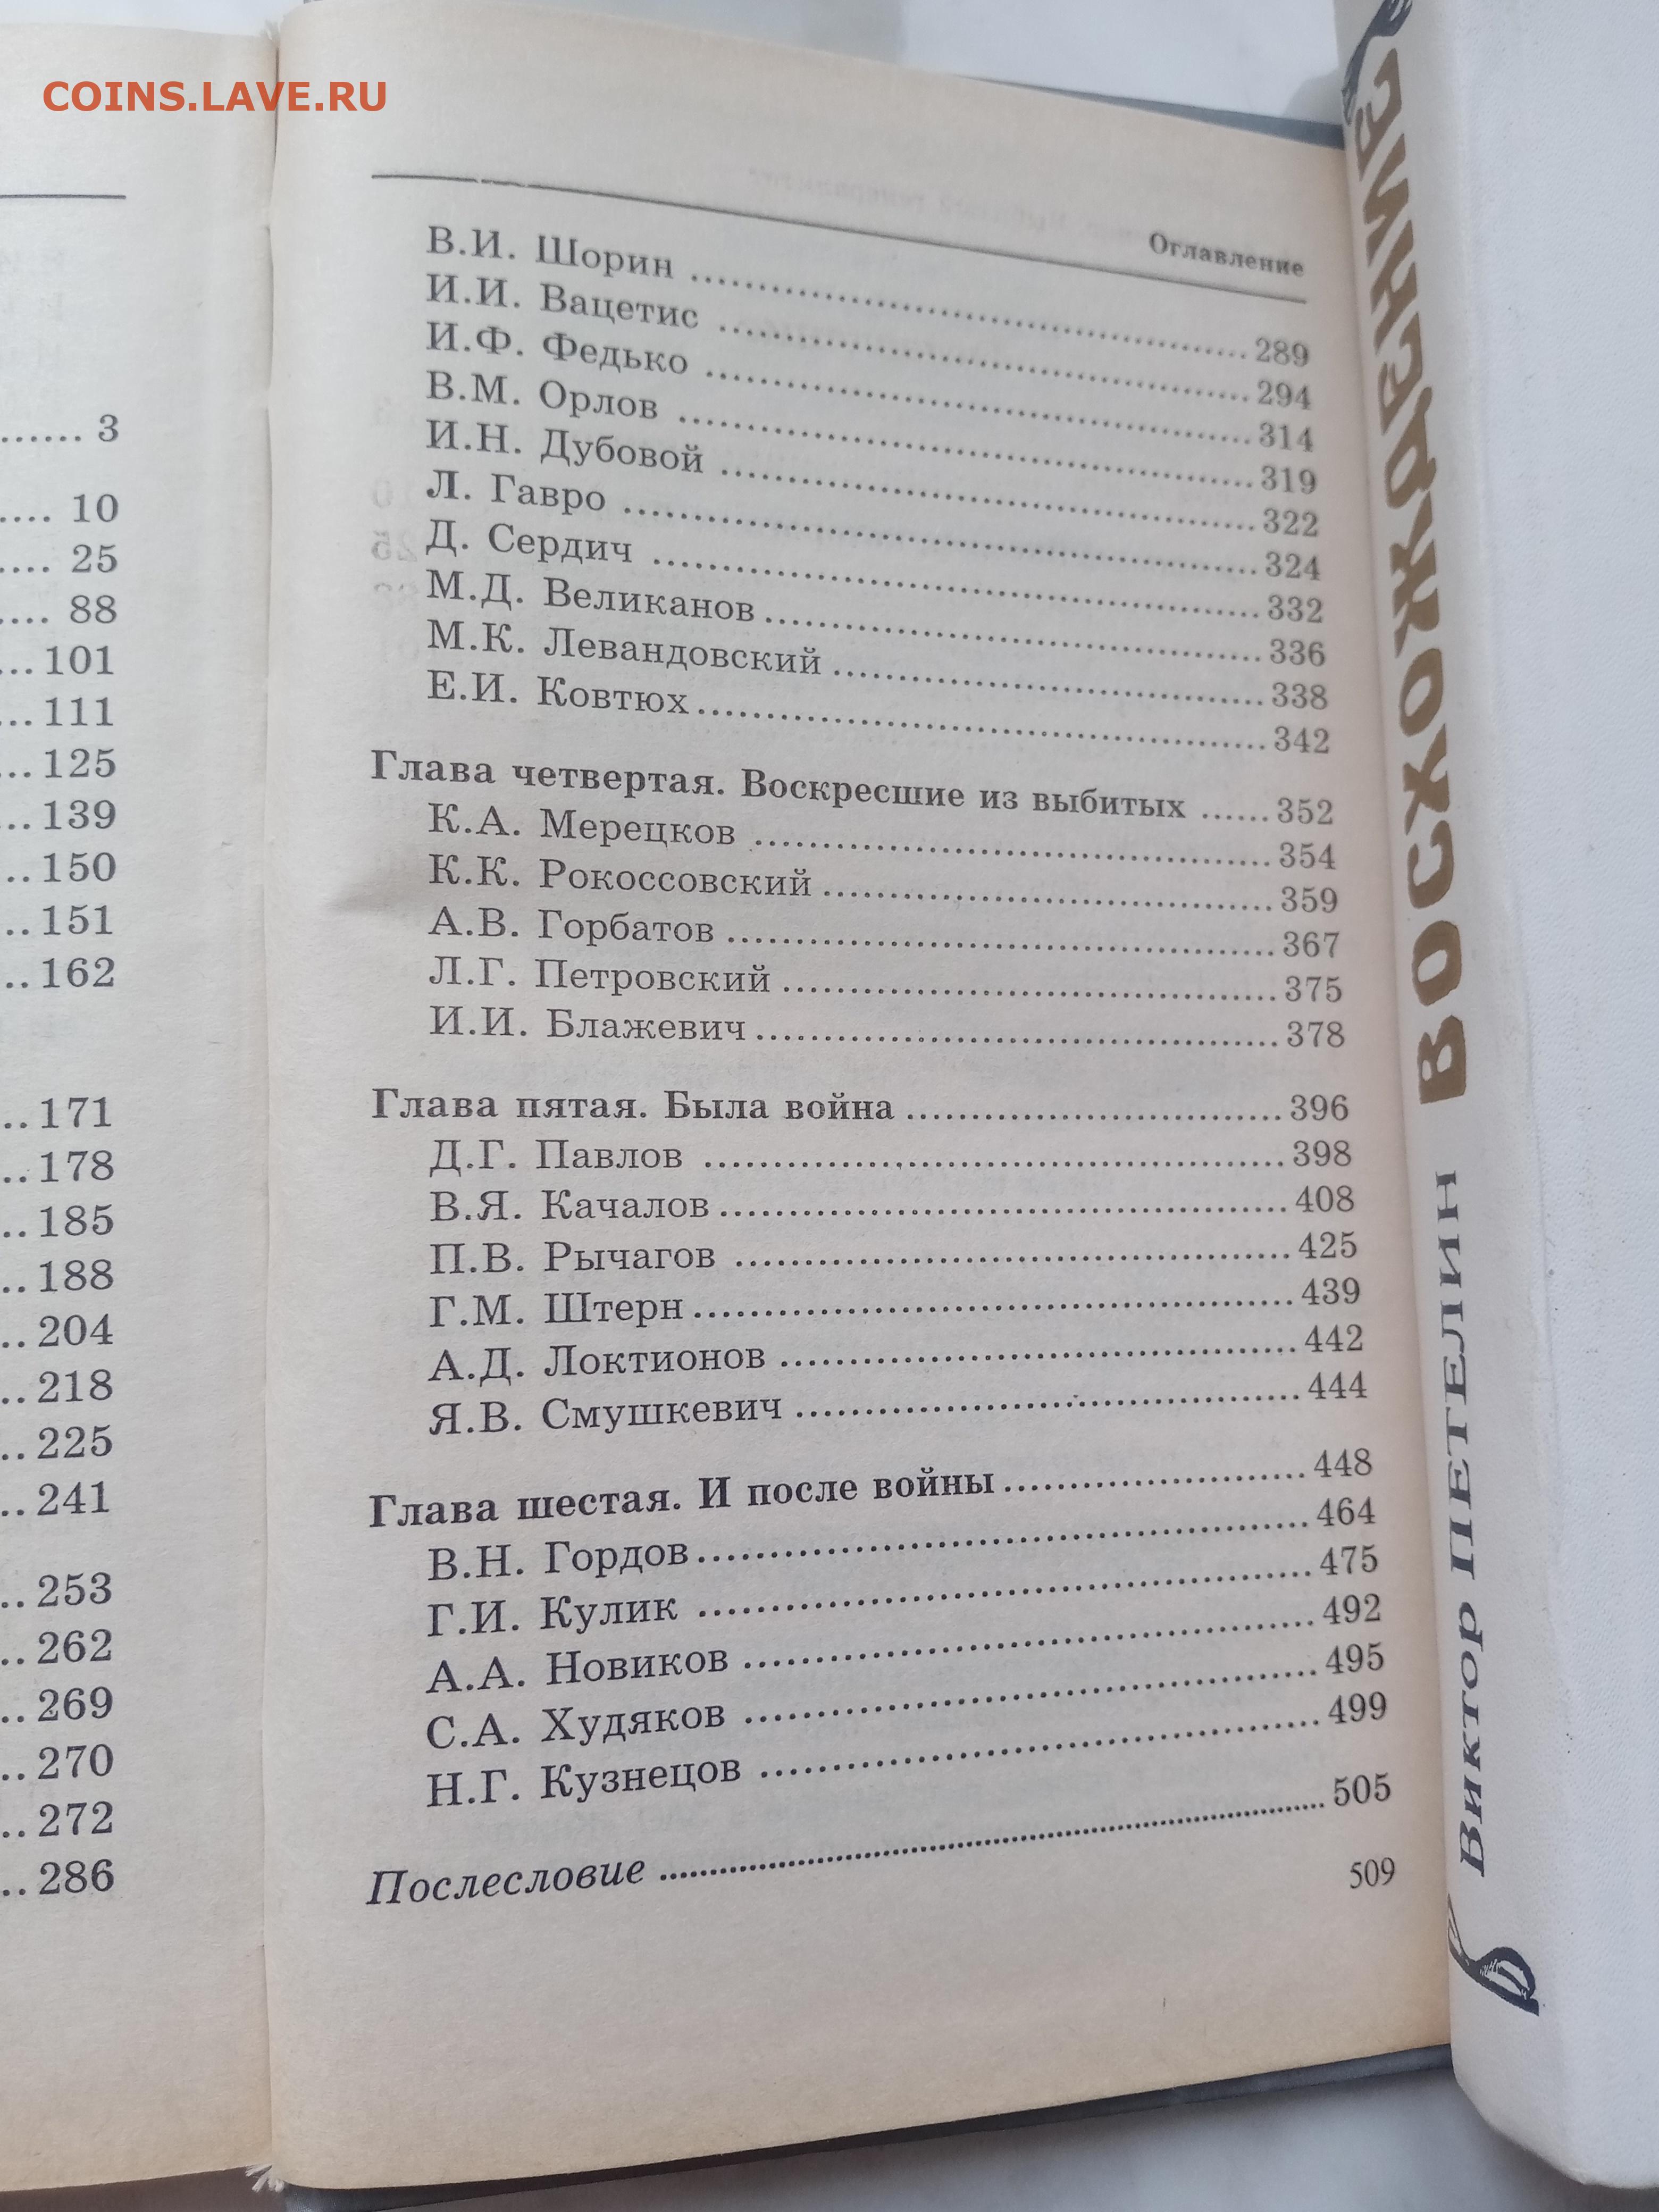 COINS.LAVE.RU
...... 3
.... 10
.... 25
.... 88
...101
...111
...125
...139
..150
..151
..162
..171
..178
..185
..188
..204
..218
..225
..241
..253
..262
..269
..270
..272
..286
Оглавление
В.И. Шорин ........ 289
И.И. Вацетис ........ 294
И.Ф. Федько ........ 314
В.М. Орлов ........ 319
И.Н. Дубовой ........ 322
Л. Гавро ........ 324
Д. Сердич ........ 332
М.Д. Великанов ........ 336
М.К. Левандовский ........ 338
Е.И. Ковтюх ........ 342
Глава четвертая. Воскресшие из выбитых ...... 352
К.А. Мерецков ........ 354
К.К. Рокоссовский ........ 359
А.В. Горбатов ........ 367
Л.Г. Петровский ........ 375
И.И. Блажевич ........ 378
Глава пятая. Была война ........ 396
Д.Г. Павлов ........ 398
В.Я. Качалов ........ 408
П.В. Рычагов ........ 425
Г.М. Штерн ........ 439
А.Д. Локтионов ........ 442
Я.В. Смушкевич ........ 444
Глава шестая. И после войны ........ 448
В.Н. Гордов ........ 464
Г.И. Кулик ........ 475
А.А. Новиков ........ 492
С.А. Худяков ........ 495
Н.Г. Кузнецов ........ 499
Послесловие ........ 505
509
Виктор ПЕТЕЛИН ВОСХОЖДЕНИЕ